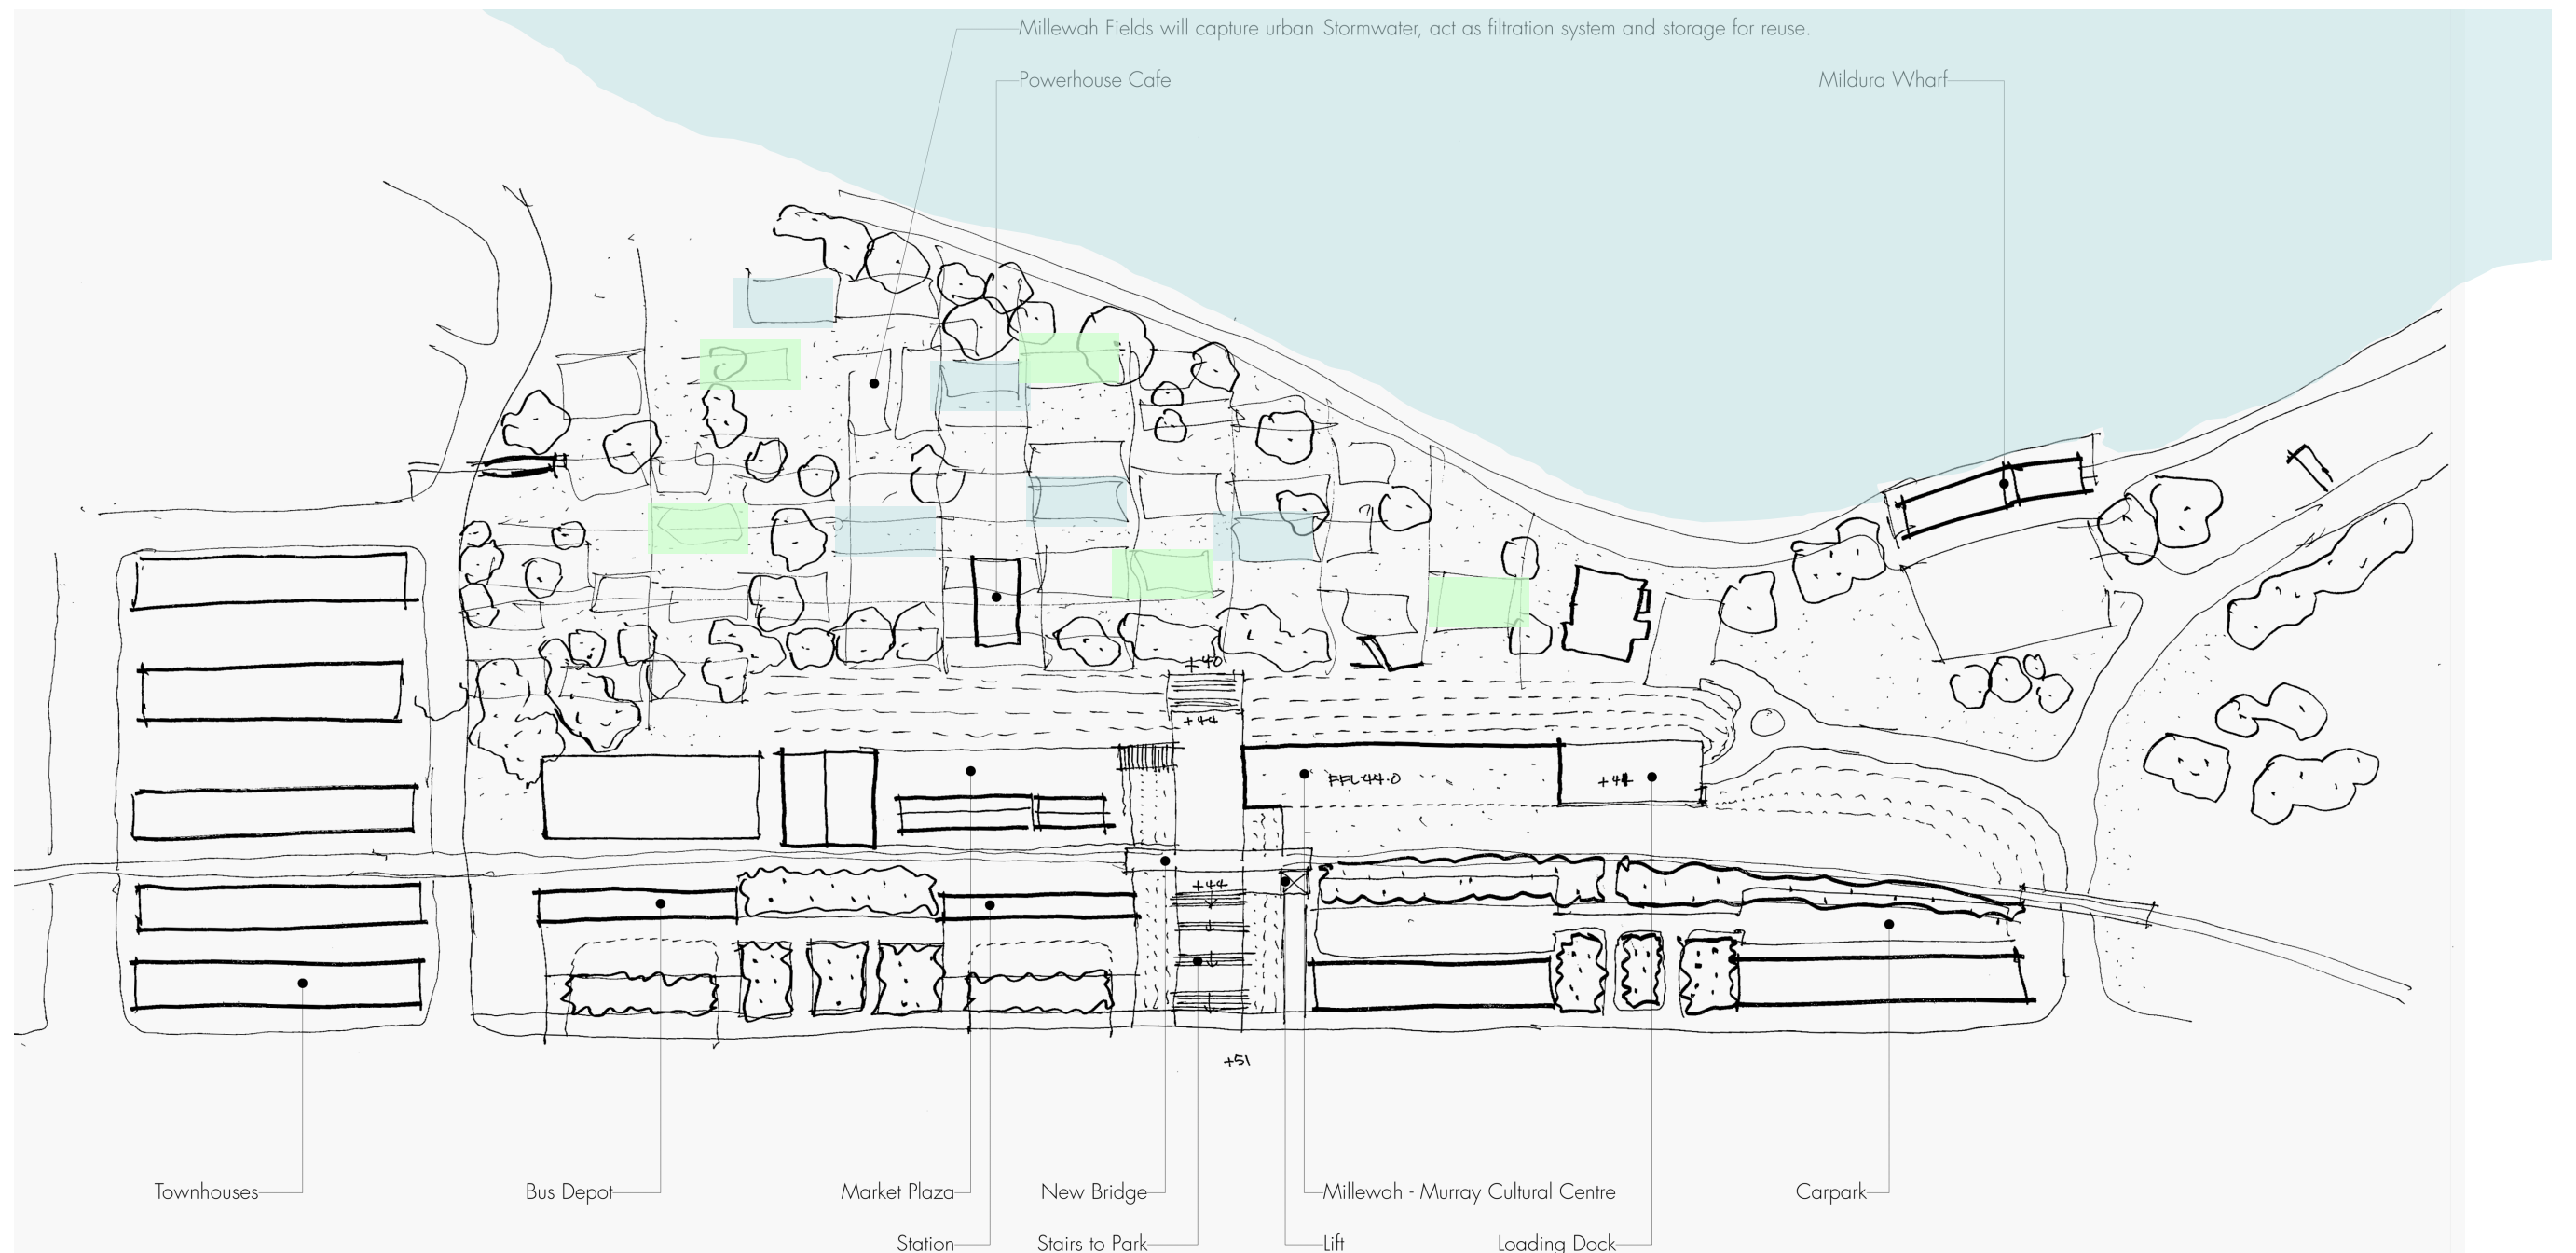 Millewah Fields will capture urban Stormwater, act as filtration system and storage for reuse.
Powerhouse Cafe
Mildura Wharf
+40
+44
FFL 44.0
+44
+51
Townhouses
Bus Depot
Market Plaza
New Bridge
Millewah - Murray Cultural Centre
Carpark
Station
Stairs to Park
Lift
Loading Dock